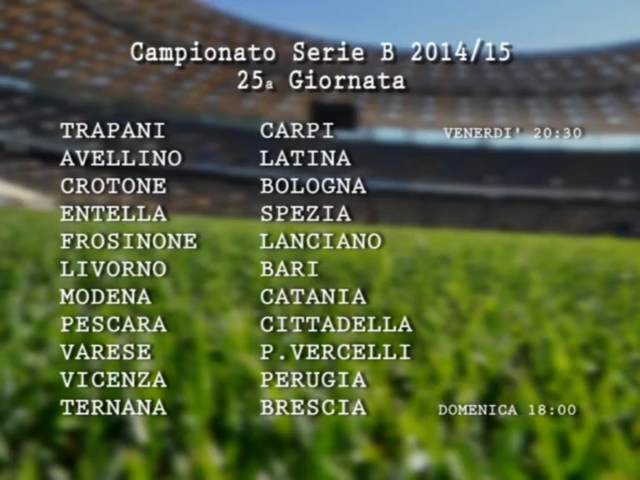 Campionato Serie B 2014/15
25a Giornata
TRAPANI CARPI VENERDI' 20:30
AVELLINO LATINA
CROTONE BOLOGNA
ENTELLA SPEZIA
FROSINONE LANCIANO
LIVORNO BARI
MODENA CATANIA
PESCARA CITTADELLA
VARESE P.VERCELLI
VICENZA PERUGIA
TERNANA BRESCIA DOMENICA 18:00